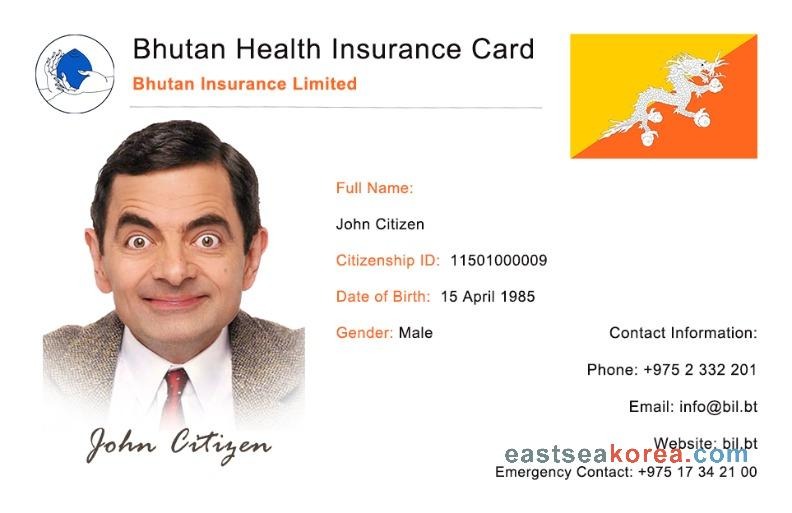 Bhutan Health Insurance Card
Bhutan Insurance Limited
Full Name:
John Citizen
Citizenship ID: 11501000009
Date of Birth: 15 April 1985
Gender: Male
Contact Information:
Phone: +975 2 332 201
Email: info@bil.bt
Website: bil.bt
eastseakorea.com
Emergency Contact: +975 17 34 21 00
John Citizen